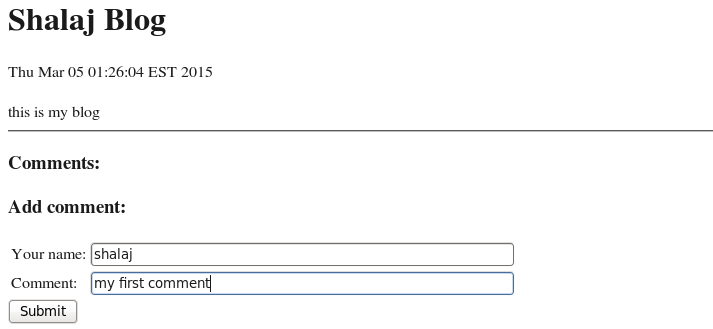 Shalaj Blog
Thu Mar 05 01:26:04 EST 2015
this is my blog
Comments:
Add comment:
Your name: shalaj
Comment: my first comment
Submit